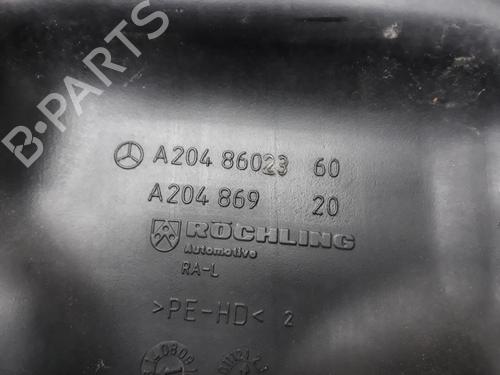 A204 86023 60
A204 869 20
RÖCHLING
Automotive
RA-L
>PE-HD< 2
B-PARTS